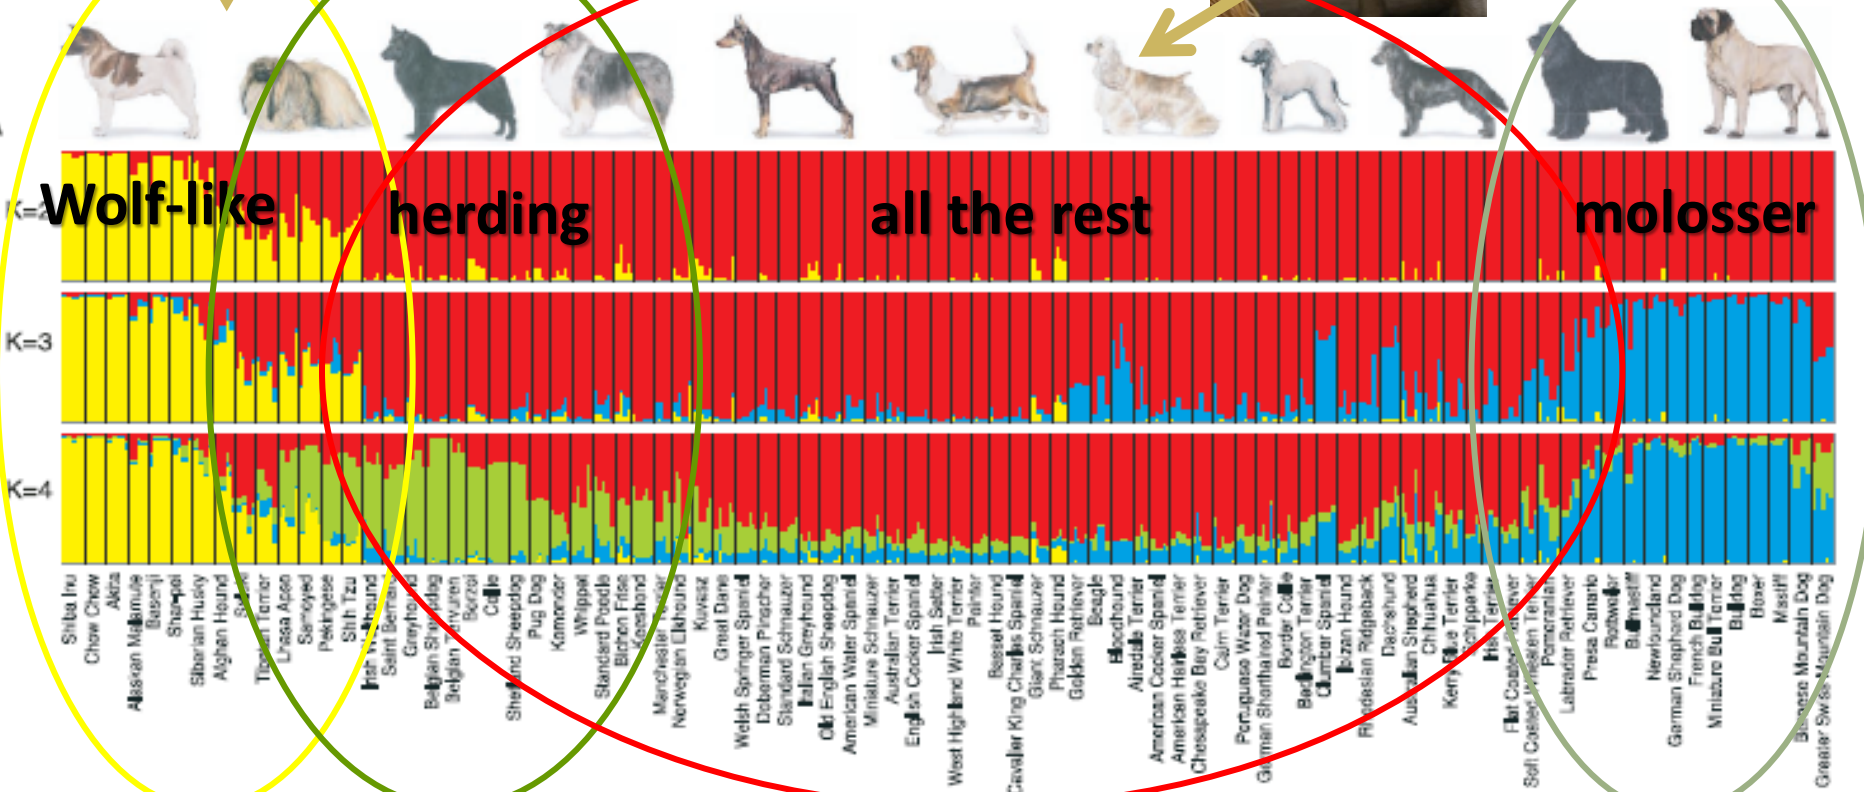 K=2
Wolf-like
herding
all the rest
molosser
K=3
K=4
Shiba Inu
Chow Chow
Akita
Alaskan Malamute
Basenji
Shar-pei
Siberian Husky
Afghan Hound
Saluki
Tibetan Terrier
Lhasa Apso
Samoyed
Pekingese
Shih Tzu
Irish Wolfhound
Saint Bernard
Greyhound
Belgian Sheepdog
Belgian Tervuren
Borzoi
Collie
Shetland Sheepdog
Pug Dog
Komondor
Whippet
Standard Poodle
Bichon Frise
Keeshond
Manchester Terrier
Norwegian Elkhound
Kuvasz
Great Dane
Welsh Springer Spaniel
Doberman Pinscher
Standard Schnauzer
Italian Greyhound
Old English Sheepdog
American Water Spaniel
Miniature Schnauzer
Australian Terrier
English Cocker Spaniel
Irish Setter
West Highland White Terrier
Pointer
Basset Hound
Cavalier King Charles Spaniel
Giant Schnauzer
Pharaoh Hound
Golden Retriever
Beagle
Bloodhound
Airedale Terrier
American Cocker Spaniel
American Hairless Terrier
Chesapeake Bay Retriever
Cairn Terrier
Portuguese Water Dog
German Shorthaired Pointer
Border Collie
Bedlington Terrier
Clumber Spaniel
Ibizan Hound
Rhodesian Ridgeback
Dachshund
Australian Shepherd
Chihuahua
Kerry Blue Terrier
Schipperke
Irish Terrier
Flat Coated Retriever
Soft Coated Wheaten Terrier
Pomeranian
Labrador Retriever
Presa Canario
Rottweiler
Bullmastiff
Newfoundland
German Shephard Dog
French Bulldog
Miniature Bull Terrier
Bulldog
Boxer
Mastiff
Bernese Mountain Dog
Greater Swiss Mountain Dog